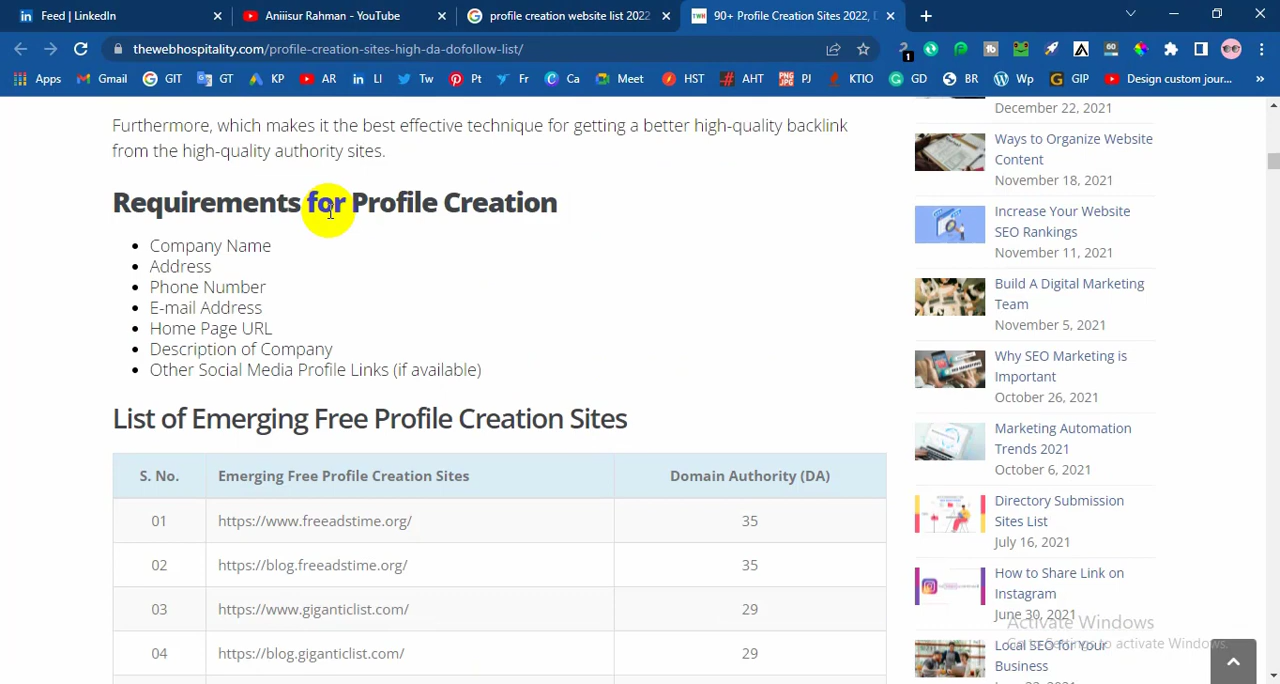 Feed | LinkedIn
Aniiisur Rahman - YouTube
profile creation website list 2022
90+ Profile Creation Sites 2022, D
thewebhospitality.com/profile-creation-sites-high-da-dofollow-list/
Apps Gmail GIT GT KP AR LI Tw Pt Fr Ca Meet HST AHT PJ KTIO GD BR Wp GIP Design custom jour...
Furthermore, which makes it the best effective technique for getting a better high-quality backlink
from the high-quality authority sites.
Requirements for Profile Creation
Company Name
Address
Phone Number
E-mail Address
Home Page URL
Description of Company
Other Social Media Profile Links (if available)
List of Emerging Free Profile Creation Sites
S. No. Emerging Free Profile Creation Sites Domain Authority (DA)
01 https://www.freeadstime.org/ 35
02 https://blog.freeadstime.org/ 35
03 https://www.giganticlist.com/ 29
04 https://blog.giganticlist.com/ 29
December 22, 2021
Ways to Organize Website
Content
November 18, 2021
Increase Your Website
SEO Rankings
November 11, 2021
Build A Digital Marketing
Team
November 5, 2021
Why SEO Marketing is
Important
October 26, 2021
Marketing Automation
Trends 2021
October 6, 2021
Directory Submission
Sites List
July 16, 2021
How to Share Link on
Instagram
June 30, 2021
Local SEO for Your
Business
Activate Windows
Go to Settings to activate Windows.